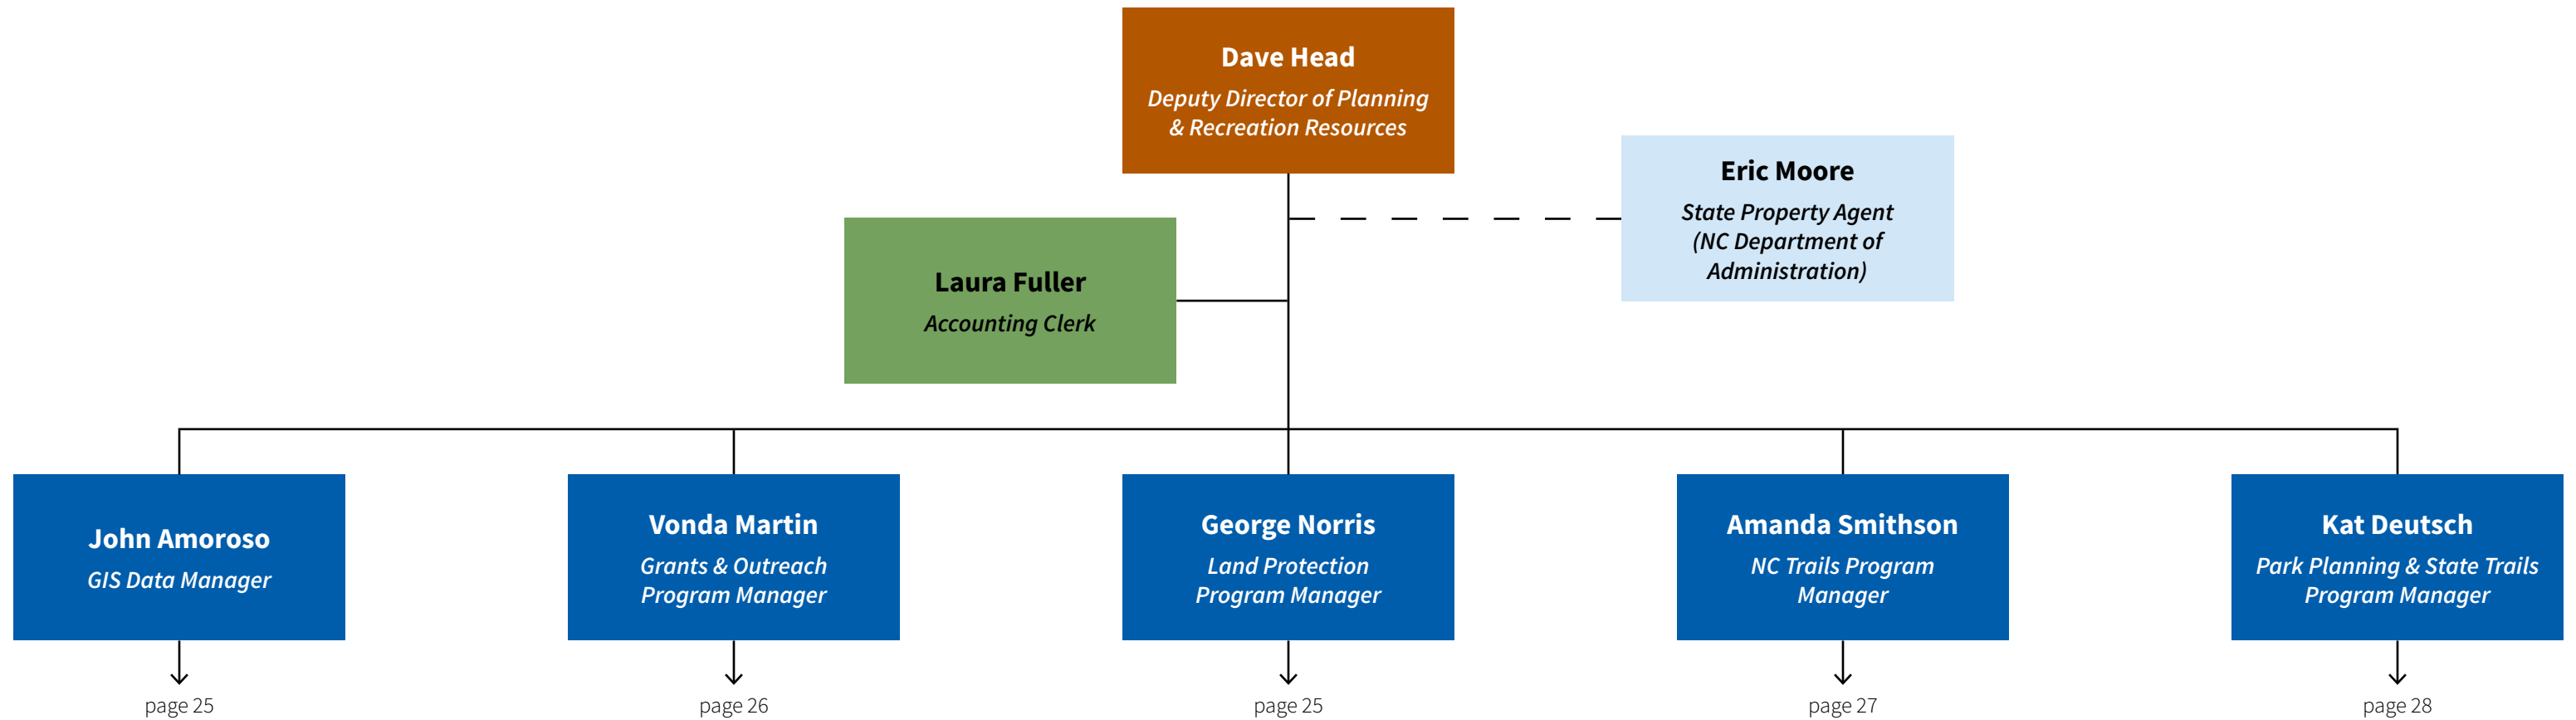 Dave Head
Deputy Director of Planning
& Recreation Resources
Eric Moore
State Property Agent
(NC Department of
Administration)
Laura Fuller
Accounting Clerk
John Amoroso
GIS Data Manager
page 25
Vonda Martin
Grants & Outreach
Program Manager
page 26
George Norris
Land Protection
Program Manager
page 25
Amanda Smithson
NC Trails Program
Manager
page 27
Kat Deutsch
Park Planning & State Trails
Program Manager
page 28